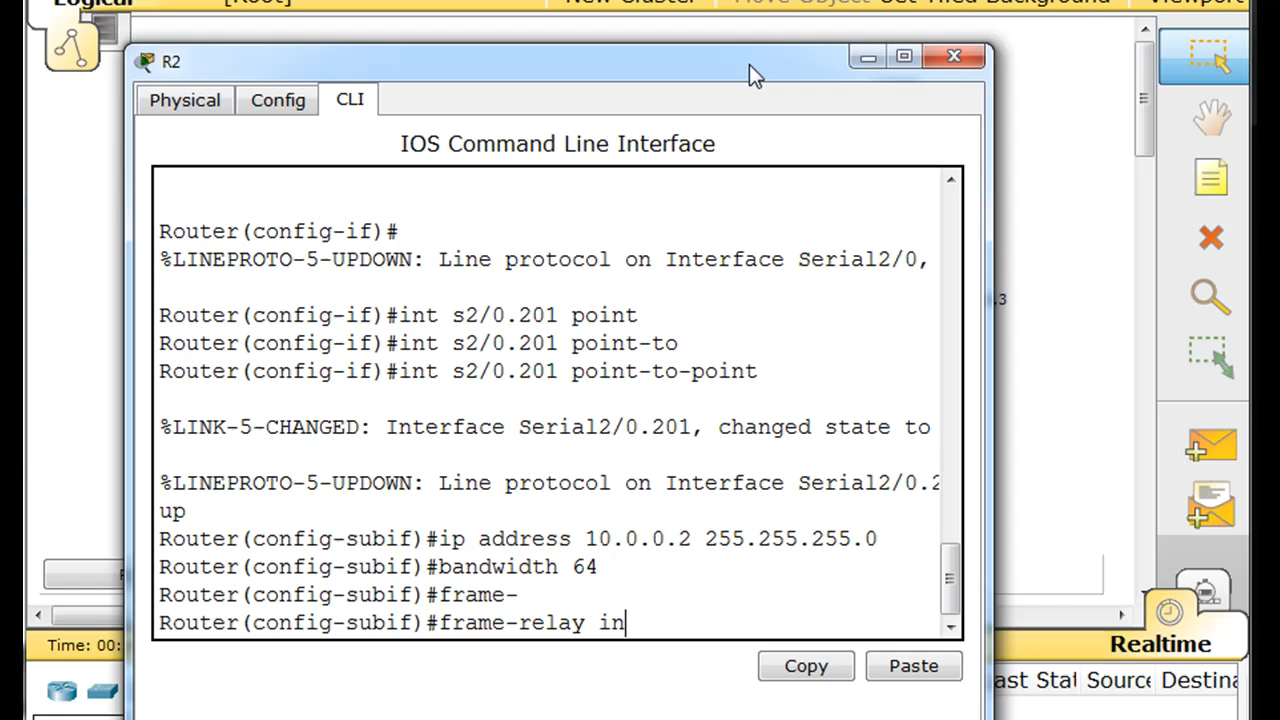 Logical
[Root]
New Cluster
Move Object
Set Tiled Background
Viewport
R2
Physical
Config
CLI
IOS Command Line Interface
Router(config-if)#
%LINEPROTO-5-UPDOWN: Line protocol on Interface Serial2/0,
.3
Router(config-if)#int s2/0.201 point
Router(config-if)#int s2/0.201 point-to
Router(config-if)#int s2/0.201 point-to-point
%LINK-5-CHANGED: Interface Serial2/0.201, changed state to
%LINEPROTO-5-UPDOWN: Line protocol on Interface Serial2/0.2
up
Router(config-subif)#ip address 10.0.0.2 255.255.255.0
Router(config-subif)#bandwidth 64
Router(config-subif)#frame-
Router(config-subif)#frame-relay in
Time: 00:
Realtime
Copy
Paste
ast Stat
Source
Destina